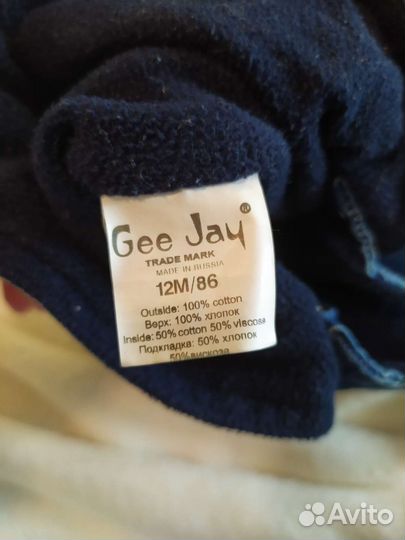 Gee Jay ®
TRADE MARK
MADE IN RUSSIA
12M/86
Outside: 100% cotton
Верх: 100% хлопок
Inside: 50% cotton 50% viscose
Подкладка: 50% хлопок
50% вискоза
Avito